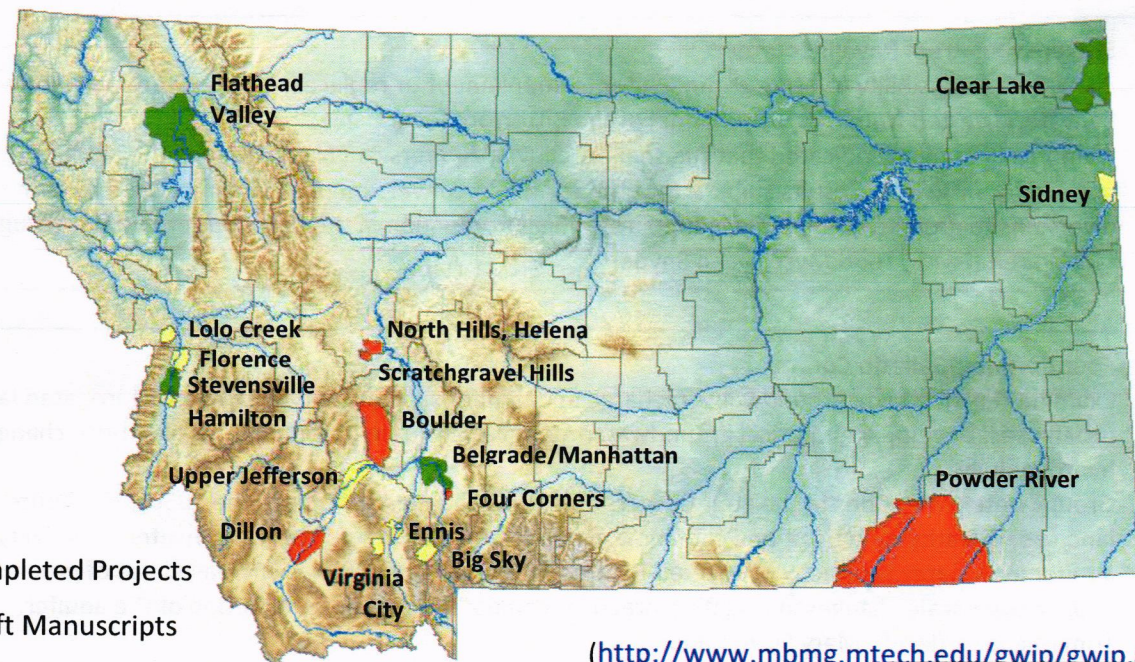 Flathead
Valley
Clear Lake
Sidney
Lolo Creek
North Hills, Helena
Florence
Scratchgravel Hills
Stevensville
Hamilton
Boulder
Belgrade/Manhattan
Upper Jefferson
Powder River
Four Corners
Dillon
Ennis
Big Sky
mpleted Projects
Virginia
City
ft Manuscripts
(http://www.mbmg.mtech.edu/gwip/gwip.